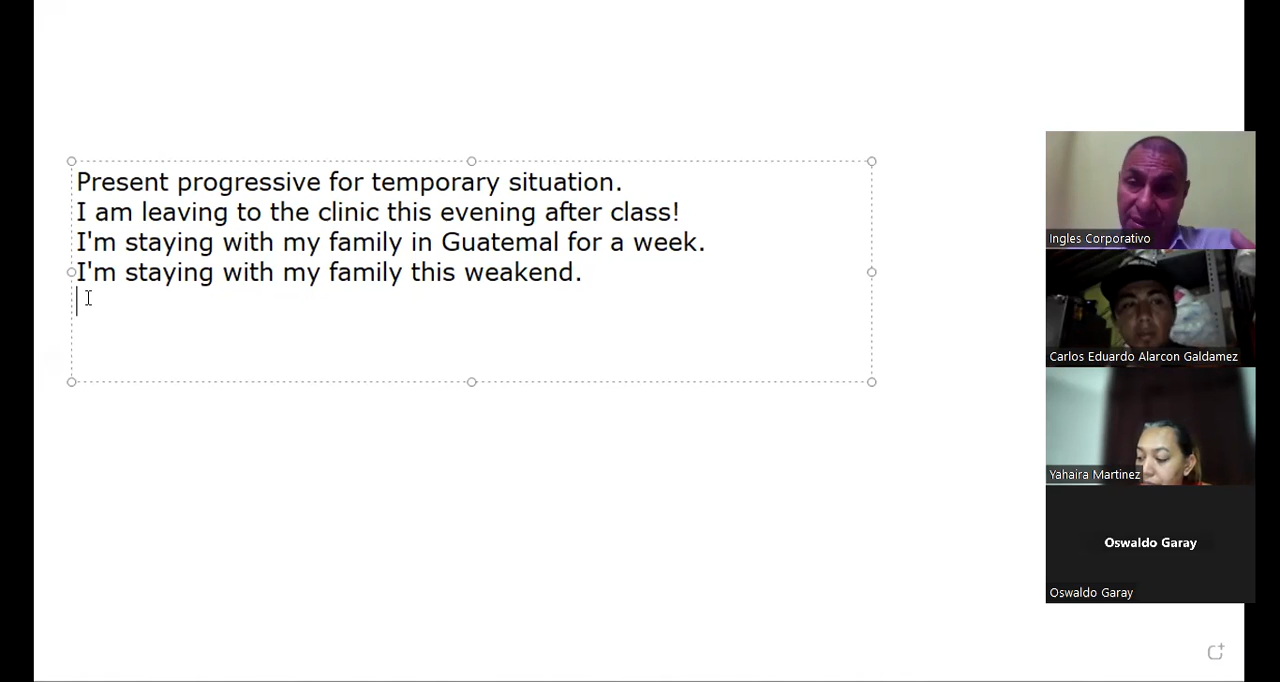 Present progressive for temporary situation.
I am leaving to the clinic this evening after class!
I'm staying with my family in Guatemal for a week.
I'm staying with my family this weakend.
Ingles Corporativo
Carlos Eduardo Alarcon Galdamez
Yahaira Martinez
Oswaldo Garay
Oswaldo Garay